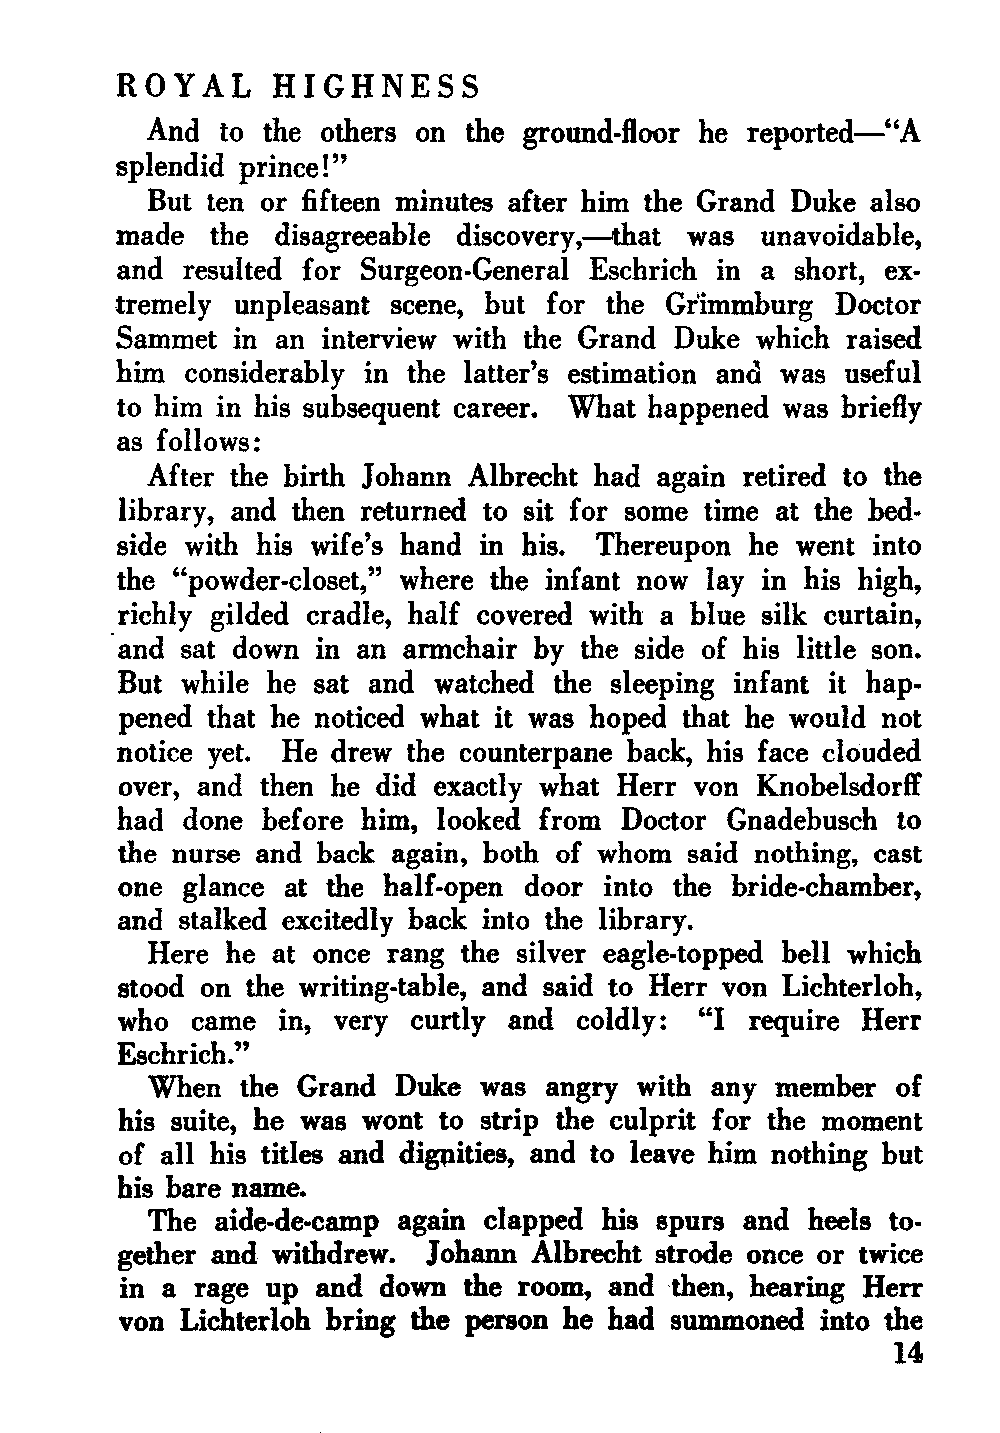 ROYAL HIGHNESS
And to the others on the ground-floor he reported—“A
splendid prince!”
But ten or fifteen minutes after him the Grand Duke also
made the disagreeable discovery,—that was unavoidable,
and resulted for Surgeon-General Eschrich in a short, ex-
tremely unpleasant scene, but for the Grimmburg Doctor
Sammet in an interview with the Grand Duke which raised
him considerably in the latter’s estimation and was useful
to him in his subsequent career. What happened was briefly
as follows:
After the birth Johann Albrecht had again retired to the
library, and then returned to sit for some time at the bed-
side with his wife’s hand in his. Thereupon he went into
the “powder-closet,” where the infant now lay in his high,
richly gilded cradle, half covered with a blue silk curtain,
and sat down in an armchair by the side of his little son.
But while he sat and watched the sleeping infant it hap-
pened that he noticed what it was hoped that he would not
notice yet. He drew the counterpane back, his face clouded
over, and then he did exactly what Herr von Knobelsdorff
had done before him, looked from Doctor Gnadebusch to
the nurse and back again, both of whom said nothing, cast
one glance at the half-open door into the bride-chamber,
and stalked excitedly back into the library.
Here he at once rang the silver eagle-topped bell which
stood on the writing-table, and said to Herr von Lichterloh,
who came in, very curtly and coldly: “I require Herr
Eschrich.”
When the Grand Duke was angry with any member of
his suite, he was wont to strip the culprit for the moment
of all his titles and dignities, and to leave him nothing but
his bare name.
The aide-de-camp again clapped his spurs and heels to-
gether and withdrew. Johann Albrecht strode once or twice
in a rage up and down the room, and then, hearing Herr
von Lichterloh bring the person he had summoned into the
14